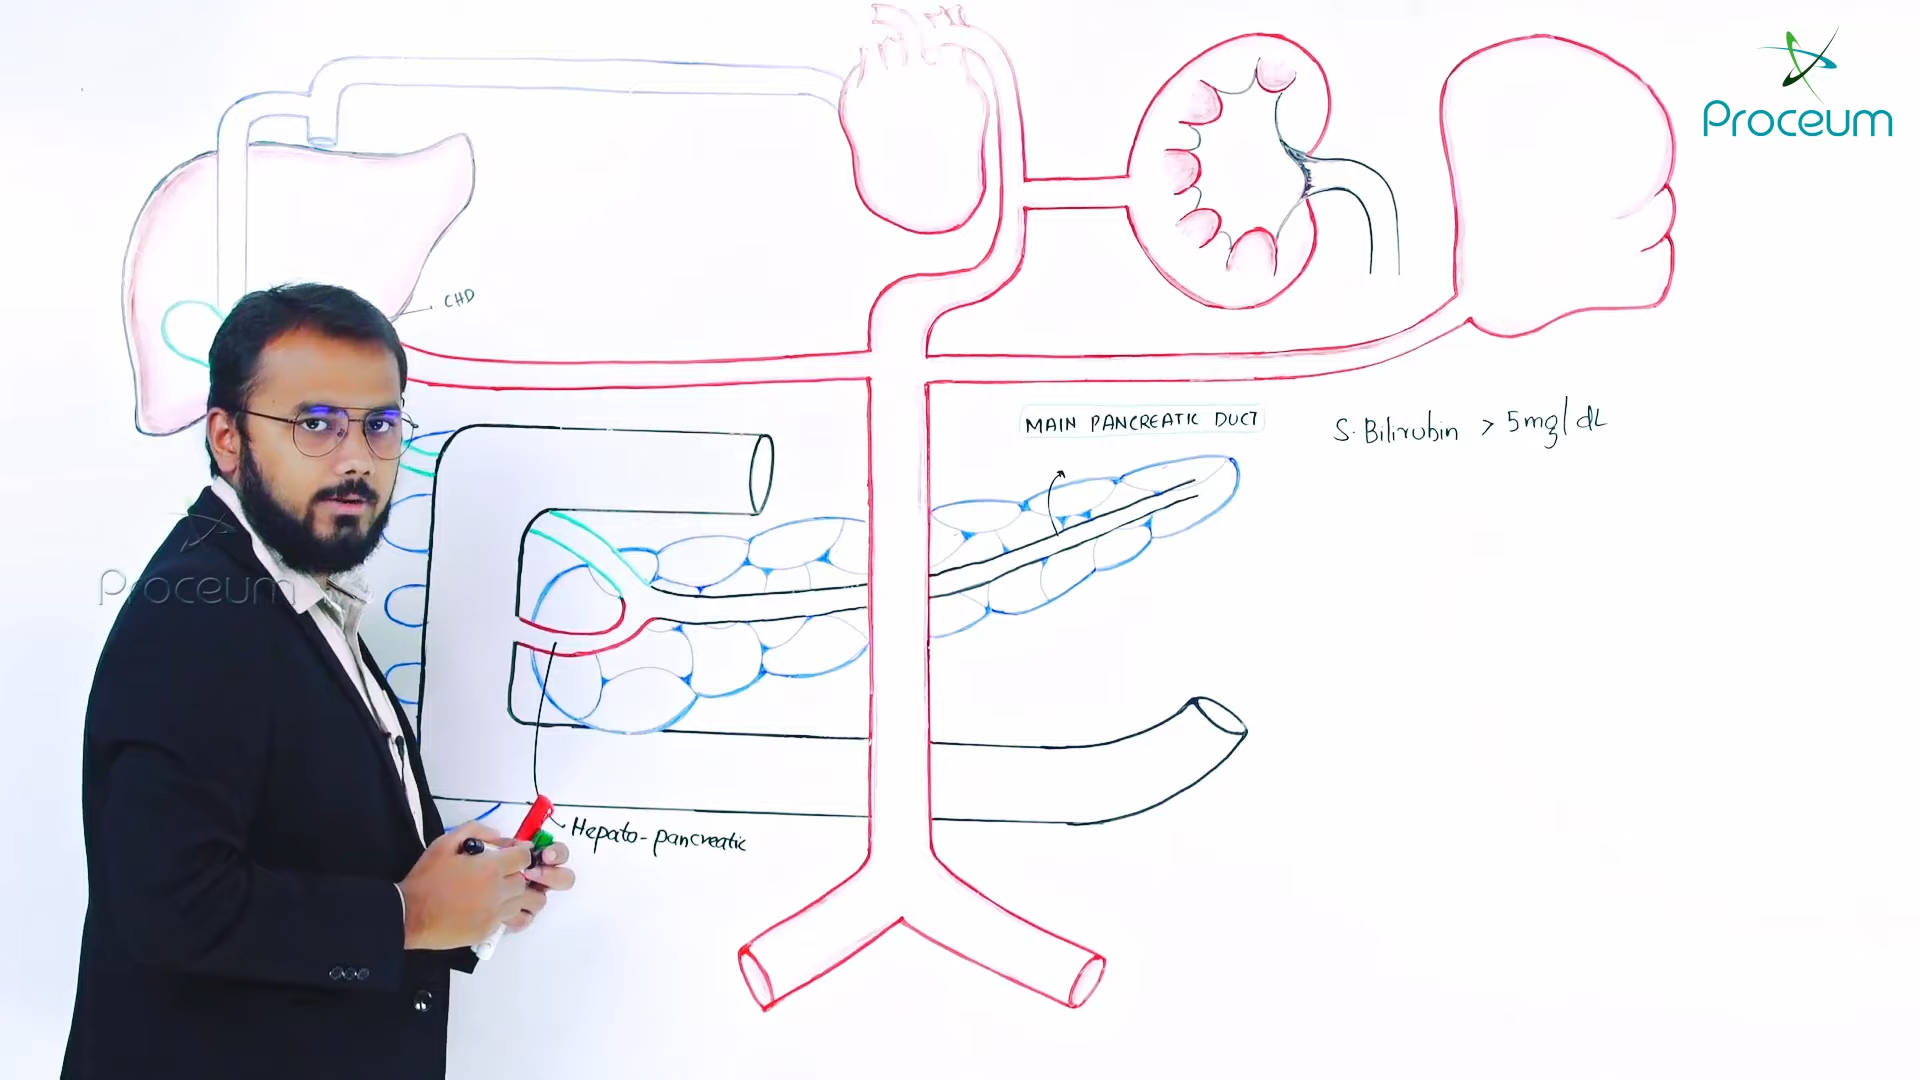 Proceum
CHD
MAIN PANCREATIC DUCT
S. Bilirubin > 5mg/dL
Proceum
Hepato-pancreatic